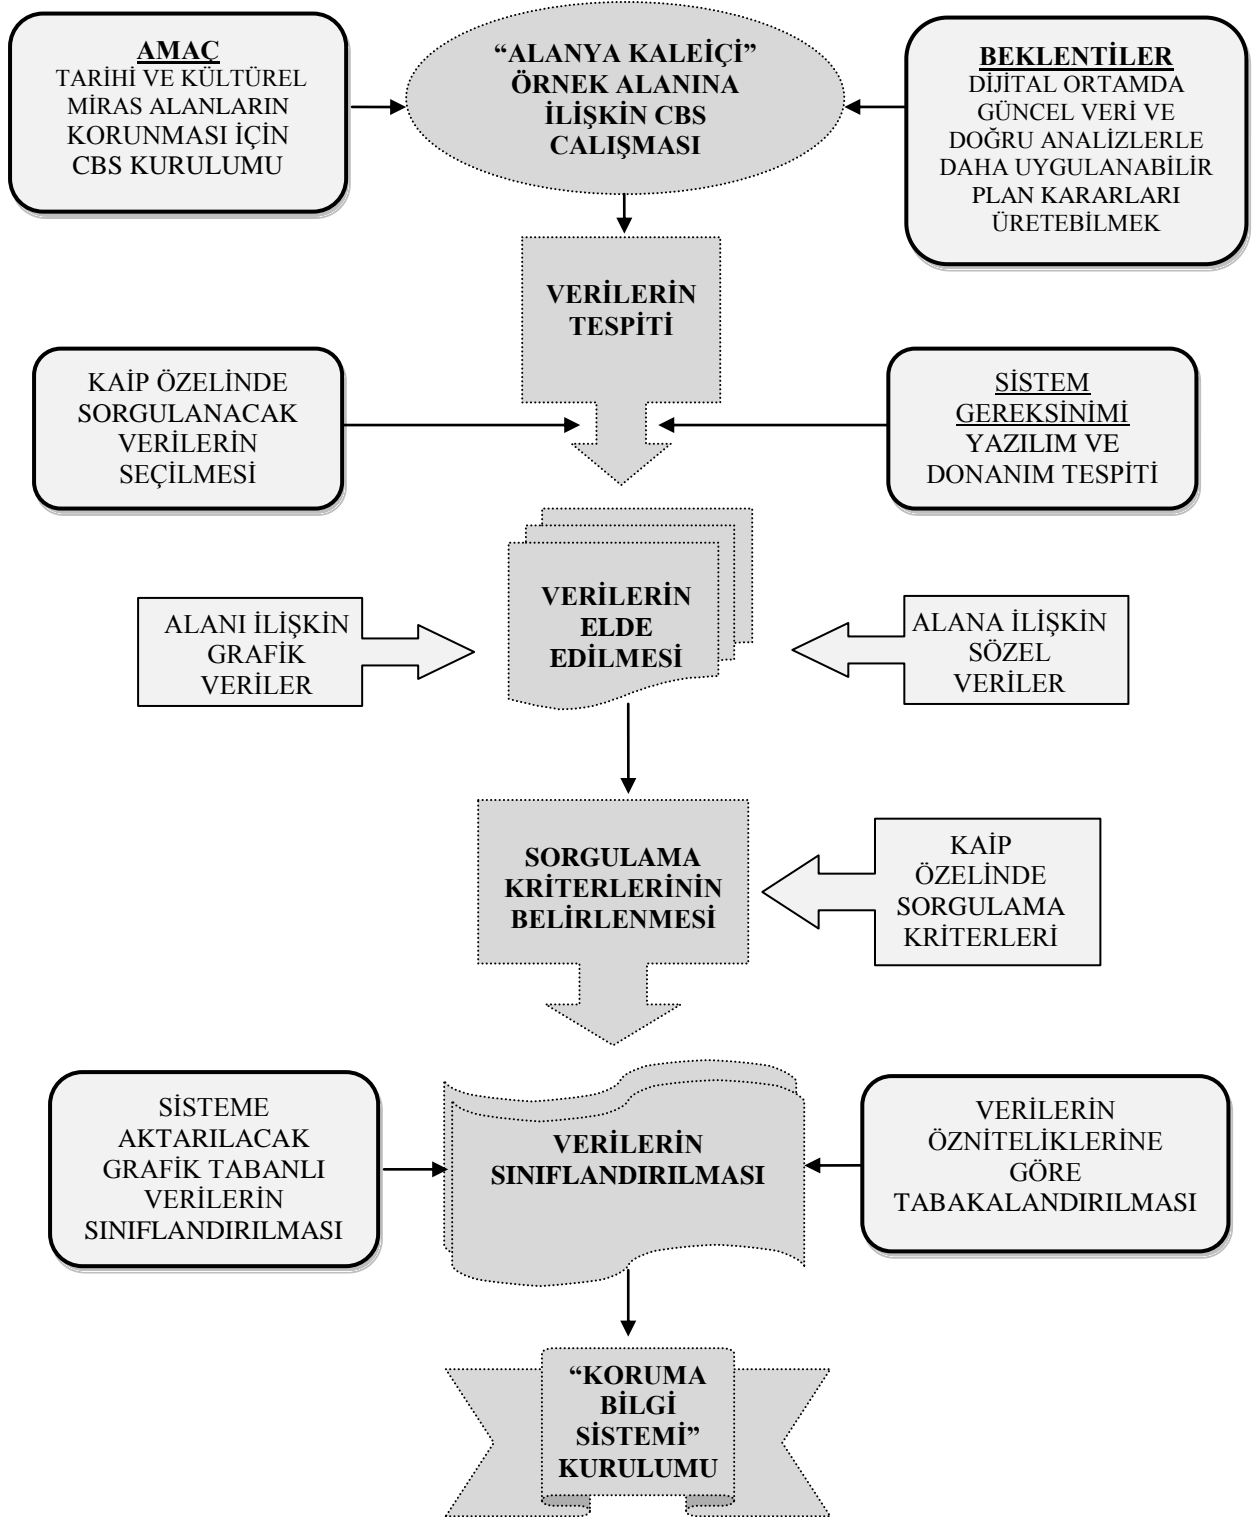 AMAÇ
TARİHİ VE KÜLTÜREL
MİRAS ALANLARIN
KORUNMASI İÇİN
CBS KURULUMU
“ALANYA KALEİÇİ”
ÖRNEK ALANINA
İLİŞKİN CBS
CALIŞMASI
BEKLENTİLER
DİJİTAL ORTAMDA
GÜNCEL VERİ VE
DOĞRU ANALİZLERLE
DAHA UYGULANABİLİR
PLAN KARARLARI
ÜRETEBİLMEK
VERİLERİN
TESPİTİ
KAİP ÖZELİNDE
SORGULANACAK
VERİLERİN
SEÇİLMESİ
SİSTEM
GEREKSİNİMİ
YAZILIM VE
DONANIM TESPİTİ
VERİLERİN
ELDE
EDİLMESİ
ALANI İLİŞKİN
GRAFİK
VERİLER
ALANA İLİŞKİN
SÖZEL
VERİLER
SORGULAMA
KRİTERLERİNİN
BELİRLENMESİ
KAİP
ÖZELİNDE
SORGULAMA
KRİTERLERİ
SİSTEME
AKTARILACAK
GRAFİK TABANLI
VERİLERİN
SINIFLANDIRILMASI
VERİLERİN
SINIFLANDIRILMASI
VERİLERİN
ÖZNİTELİKLERİNE
GÖRE
TABAKALANDIRILMASI
“KORUMA
BİLGİ
SİSTEMİ”
KURULUMU